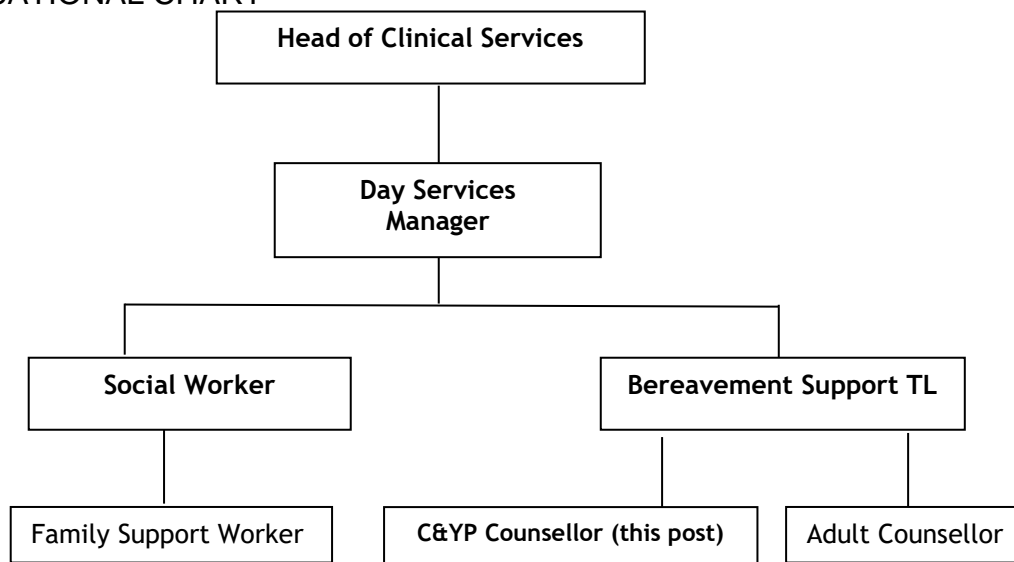 Head of Clinical Services
Day Services
Manager
Social Worker
Bereavement Support TL
Family Support Worker
C&YP Counsellor (this post)
Adult Counsellor